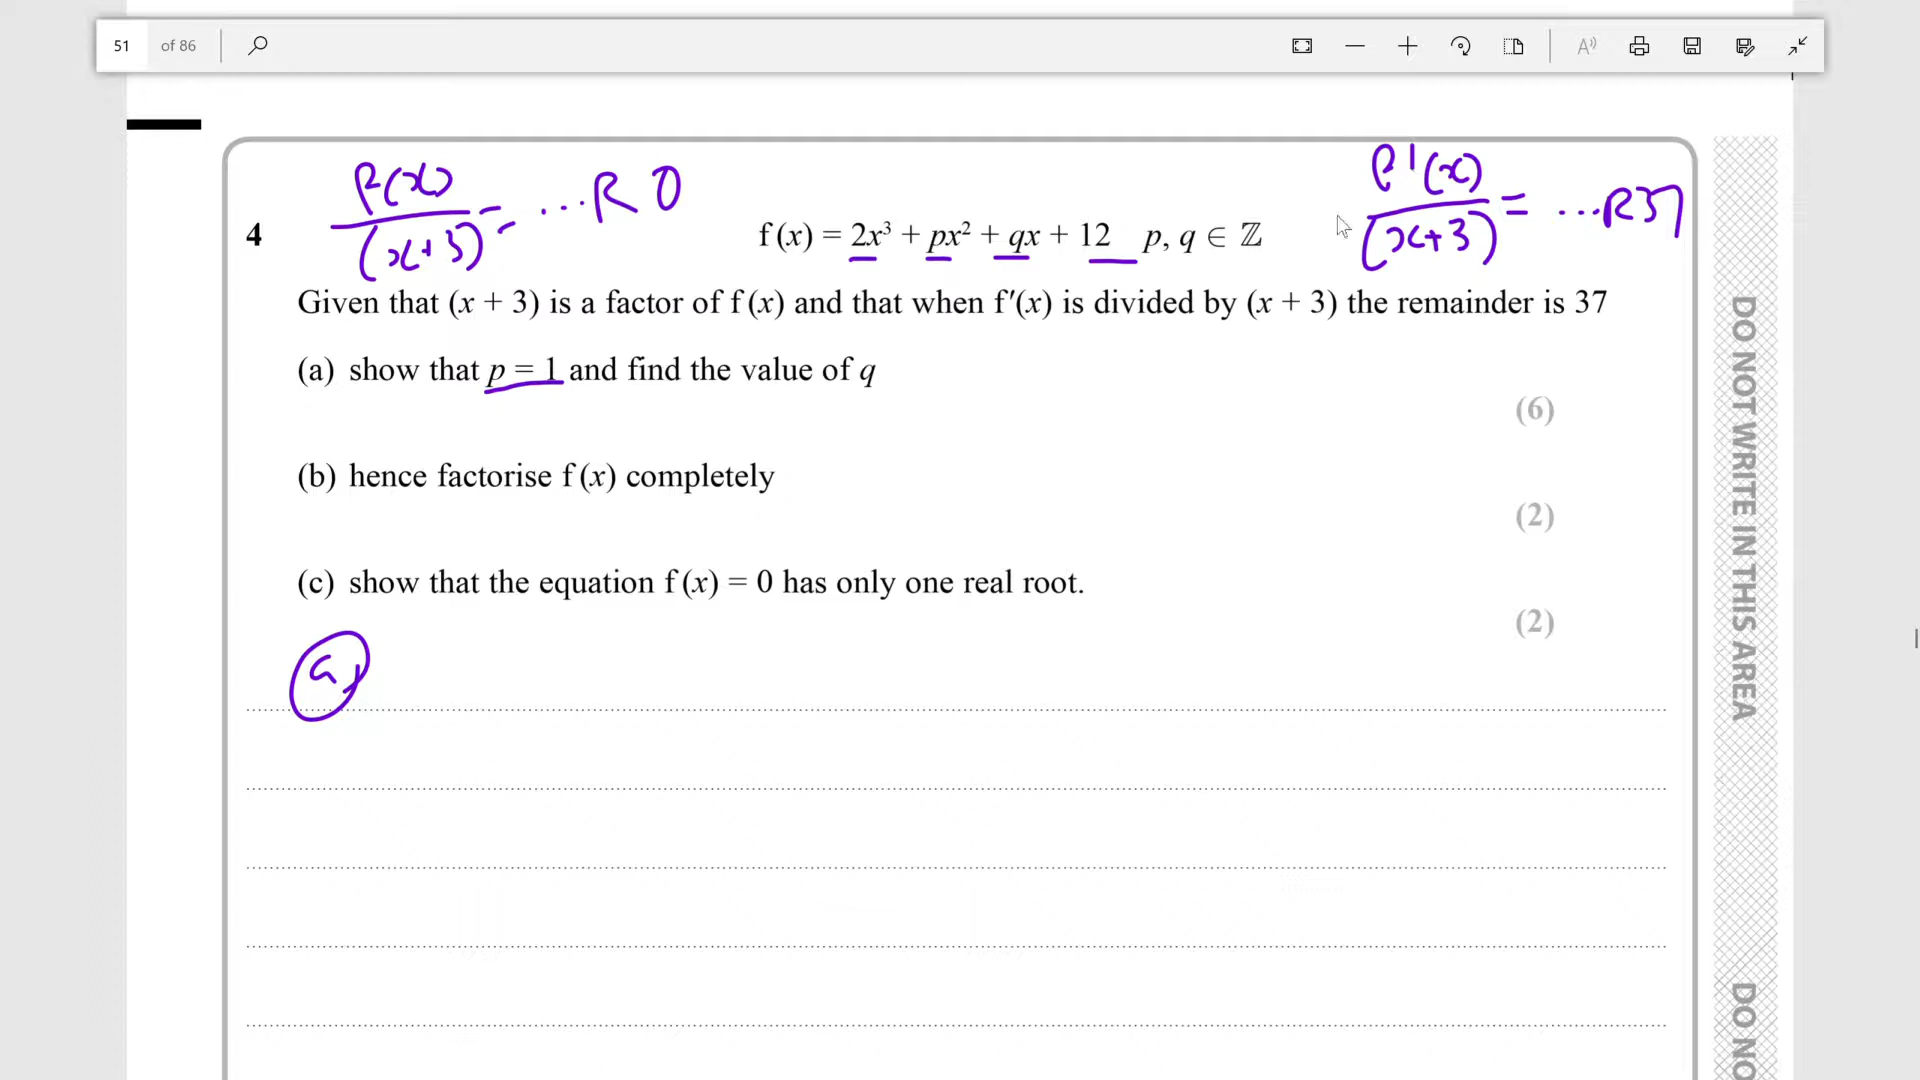 51 of 86
f(x)/(x+3) = ...R 0
f'(x)/(x+3) = ...R37
4 f(x) = 2x³ + px² + qx + 12 p, q ∈ ℤ
Given that (x + 3) is a factor of f(x) and that when f′(x) is divided by (x + 3) the remainder is 37
(a) show that p = 1 and find the value of q
(6)
(b) hence factorise f(x) completely
(2)
(c) show that the equation f(x) = 0 has only one real root.
(2)
a)
DO NOT WRITE IN THIS AREA
DO NO